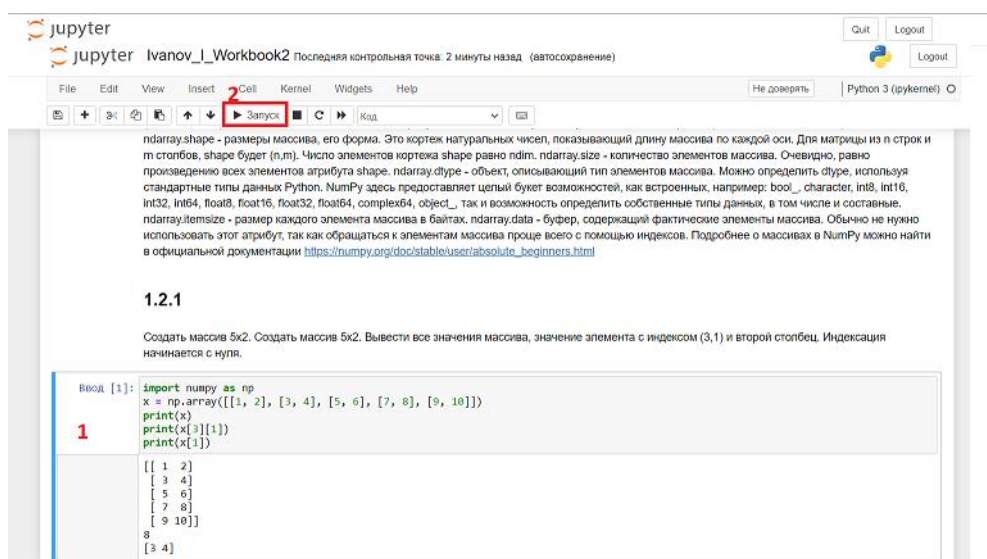 jupyter Quit Logout
jupyter Ivanov_I_Workbook2 Последняя контрольная точка: 2 минуты назад (автосохранение) Logout
File Edit View Insert Cell Kernel Widgets Help Не доверять Python 3 (ipykernel)
2
Запуск Код
ndarray.shape - размеры массива, его форма. Это кортеж натуральных чисел, показывающий длину массива по каждой оси. Для матрицы из n строк и
m столбов, shape будет (n,m). Число элементов кортежа shape равно ndim. ndarray.size - количество элементов массива. Очевидно, равно
произведению всех элементов атрибута shape. ndarray.dtype - объект, описывающий тип элементов массива. Можно определить dtype, используя
стандартные типы данных Python. NumPy здесь предоставляет целый букет возможностей, как встроенных, например: bool_, character, int8, int16,
int32, int64, float8, float16, float32, float64, complex64, object_, так и возможность определить собственные типы данных, в том числе и составные.
ndarray.itemsize - размер каждого элемента массива в байтах. ndarray.data - буфер, содержащий фактические элементы массива. Обычно не нужно
использовать этот атрибут, так как обращаться к элементам массива проще всего с помощью индексов. Подробнее о массивах в NumPy можно найти
в официальной документации https://numpy.org/doc/stable/user/absolute_beginners.html
1.2.1
Создать массив 5x2. Создать массив 5x2. Вывести все значения массива, значение элемента с индексом (3,1) и второй столбец. Индексация
начинается с нуля.
Ввод [1]: import numpy as np
x = np.array([[1, 2], [3, 4], [5, 6], [7, 8], [9, 10]])
print(x)
1 print(x[3][1])
print(x[1])
[[ 1 2]
[ 3 4]
[ 5 6]
[ 7 8]
[ 9 10]]
8
[3 4]